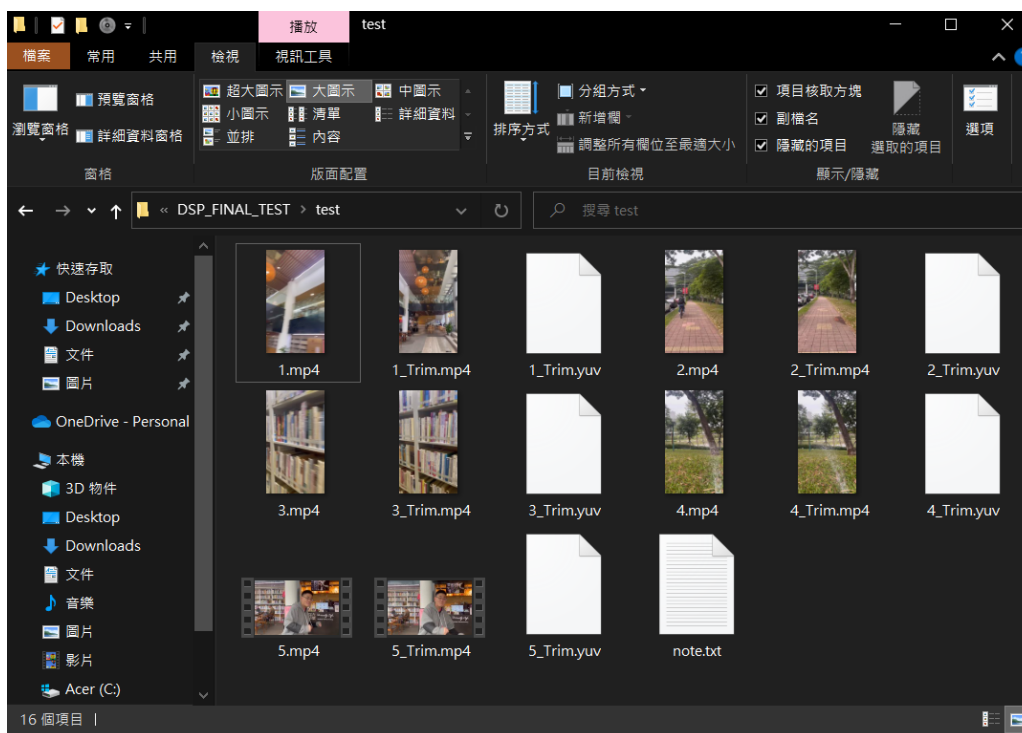 播放 test
檔案 常用 共用 檢視 視訊工具
預覽窗格
瀏覽窗格
詳細資料窗格
窗格
超大圖示 大圖示 中圖示
小圖示 清單 詳細資料
並排 內容
版面配置
排序方式
分組方式
新增欄
調整所有欄位至最適大小
目前檢視
項目核取方塊
副檔名
隱藏的項目
隱藏
選取的項目
顯示/隱藏
選項
« DSP_FINAL_TEST > test
搜尋 test
快速存取
Desktop
Downloads
文件
圖片
OneDrive - Personal
本機
3D 物件
Desktop
Downloads
文件
音樂
圖片
影片
Acer (C:)
1.mp4 1_Trim.mp4 1_Trim.yuv 2.mp4 2_Trim.mp4 2_Trim.yuv
3.mp4 3_Trim.mp4 3_Trim.yuv 4.mp4 4_Trim.mp4 4_Trim.yuv
5.mp4 5_Trim.mp4 5_Trim.yuv note.txt
16 個項目